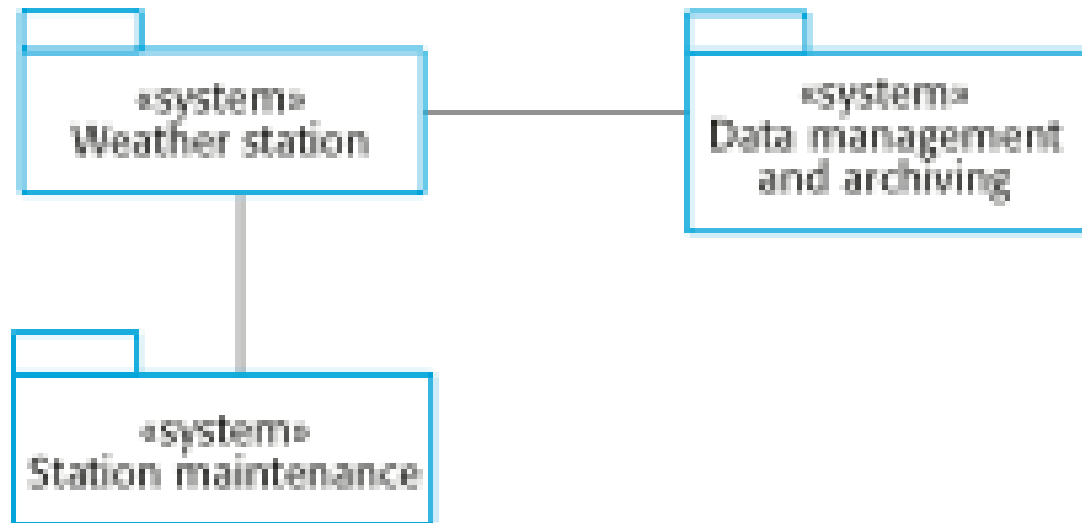 «system»
Weather station
«system»
Data management
and archiving
«system»
Station maintenance